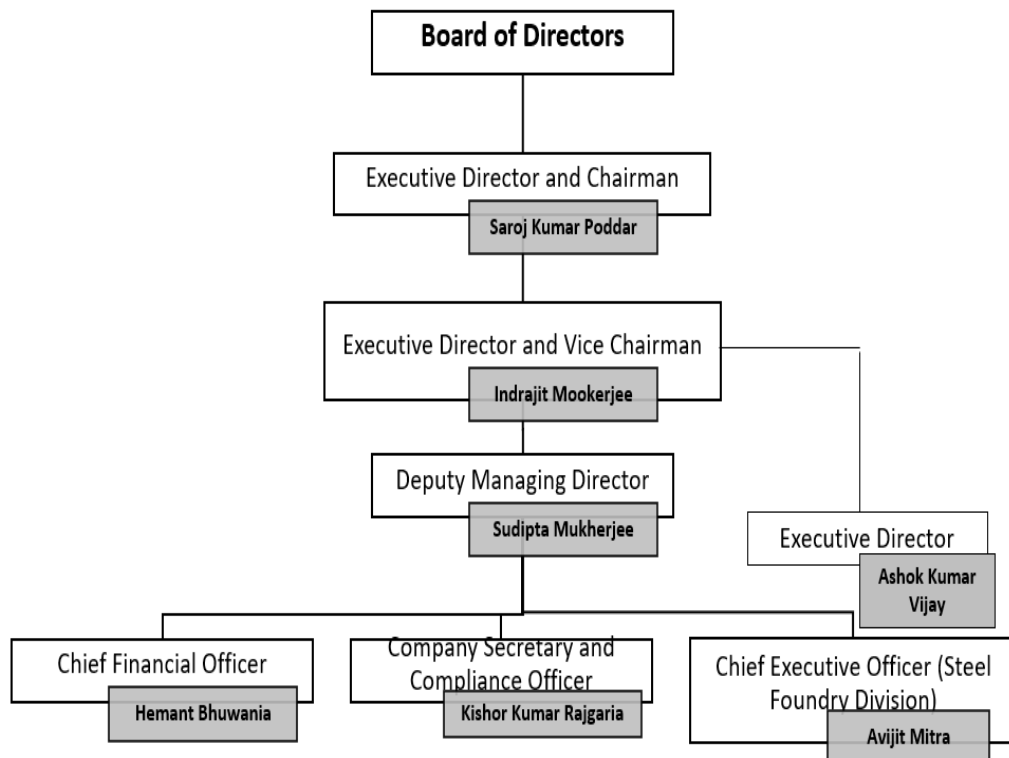 Board of Directors
Executive Director and Chairman
Saroj Kumar Poddar
Executive Director and Vice Chairman
Indrajit Mookerjee
Deputy Managing Director
Sudipta Mukherjee
Executive Director
Ashok Kumar
Vijay
Chief Financial Officer
Hemant Bhuwania
Company Secretary and
Compliance Officer
Kishor Kumar Rajgaria
Chief Executive Officer (Steel
Foundry Division)
Avijit Mitra